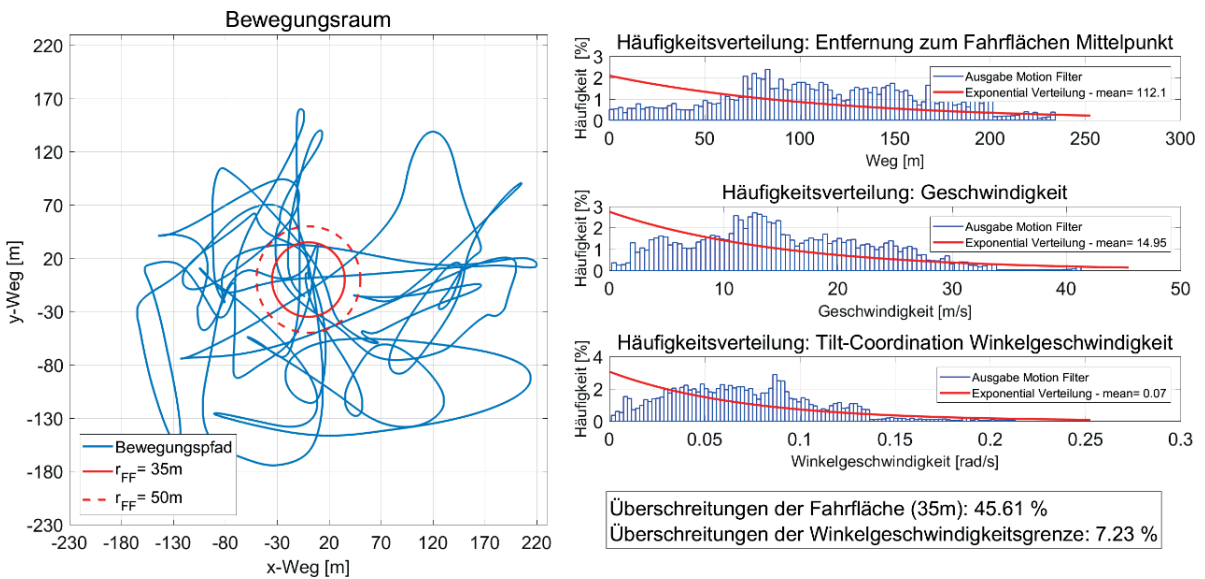 Bewegungsraum
220
170
120
70
20
-30
-80
-130
-180
-230
y-Weg [m]
Bewegungspfad
r_FF= 35m
r_FF= 50m
-230 -180 -130 -80 -30 20 70 120 170 220
x-Weg [m]
Häufigkeitsverteilung: Entfernung zum Fahrflächen Mittelpunkt
Häufigkeit [%]
3
2
1
0
Ausgabe Motion Filter
Exponential Verteilung - mean= 112.1
0 50 100 150 200 250 300
Weg [m]
Häufigkeitsverteilung: Geschwindigkeit
Häufigkeit [%]
3
2
1
0
Ausgabe Motion Filter
Exponential Verteilung - mean= 14.95
0 10 20 30 40 50
Geschwindigkeit [m/s]
Häufigkeitsverteilung: Tilt-Coordination Winkelgeschwindigkeit
Häufigkeit [%]
4
2
0
Ausgabe Motion Filter
Exponential Verteilung - mean= 0.07
0 0.05 0.1 0.15 0.2 0.25 0.3
Winkelgeschwindigkeit [rad/s]
Überschreitungen der Fahrfläche (35m): 45.61 %
Überschreitungen der Winkelgeschwindigkeitsgrenze: 7.23 %